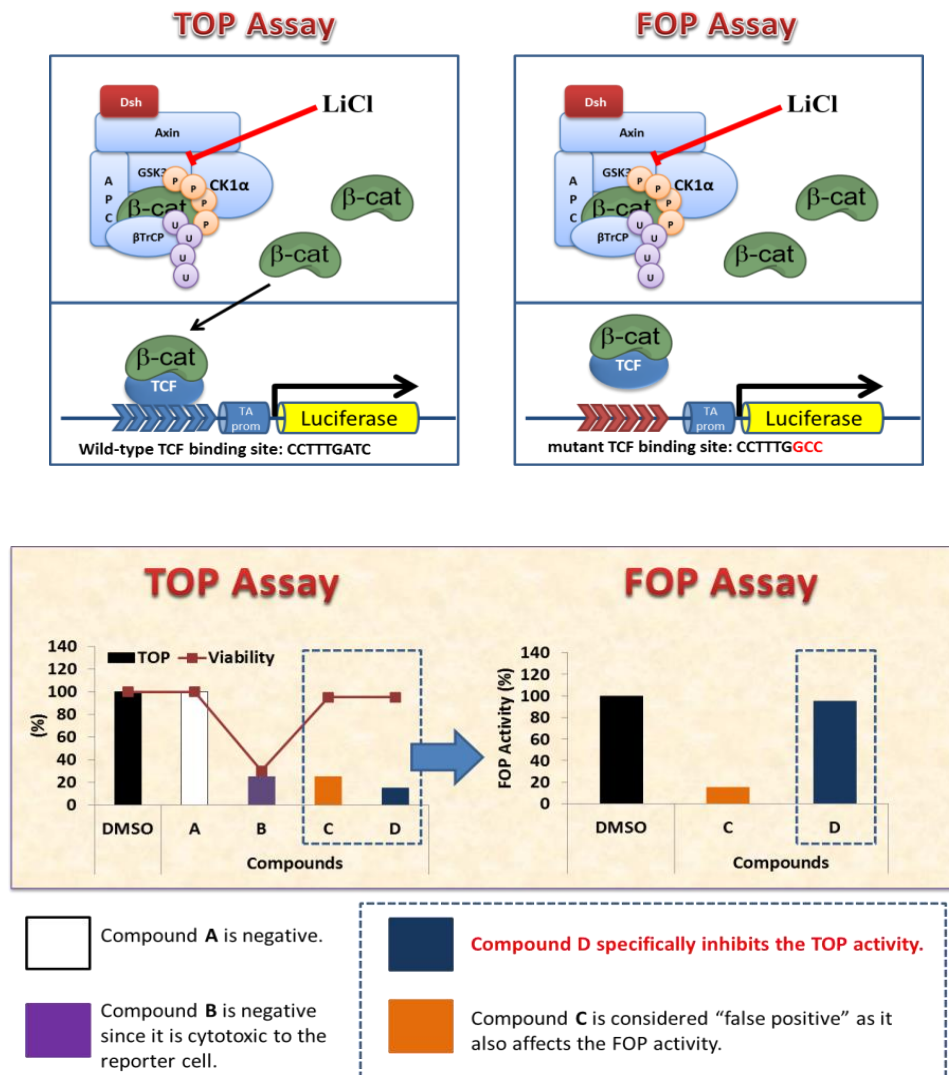 TOP Assay
Dsh
LiCl
Axin
A
P
C
GSK3
CK1α
P
P
P
P
β-cat
βTrCP
U
U
U
U
β-cat
β-cat
β-cat
TCF
TA
prom
Luciferase
Wild-type TCF binding site: CCTTTGATC
FOP Assay
Dsh
LiCl
Axin
A
P
C
GSK3
CK1α
P
P
P
P
β-cat
βTrCP
U
U
U
U
β-cat
β-cat
β-cat
TCF
TA
prom
Luciferase
mutant TCF binding site: CCTTTGGCC
TOP Assay
140
120
100
80
60
40
20
0
(%)
TOP
Viability
DMSO
A
B
C
D
Compounds
FOP Assay
140
120
100
80
60
40
20
0
FOP Activity (%)
DMSO
C
D
Compounds
Compound A is negative.
Compound B is negative
since it is cytotoxic to the
reporter cell.
Compound D specifically inhibits the TOP activity.
Compound C is considered “false positive” as it
also affects the FOP activity.